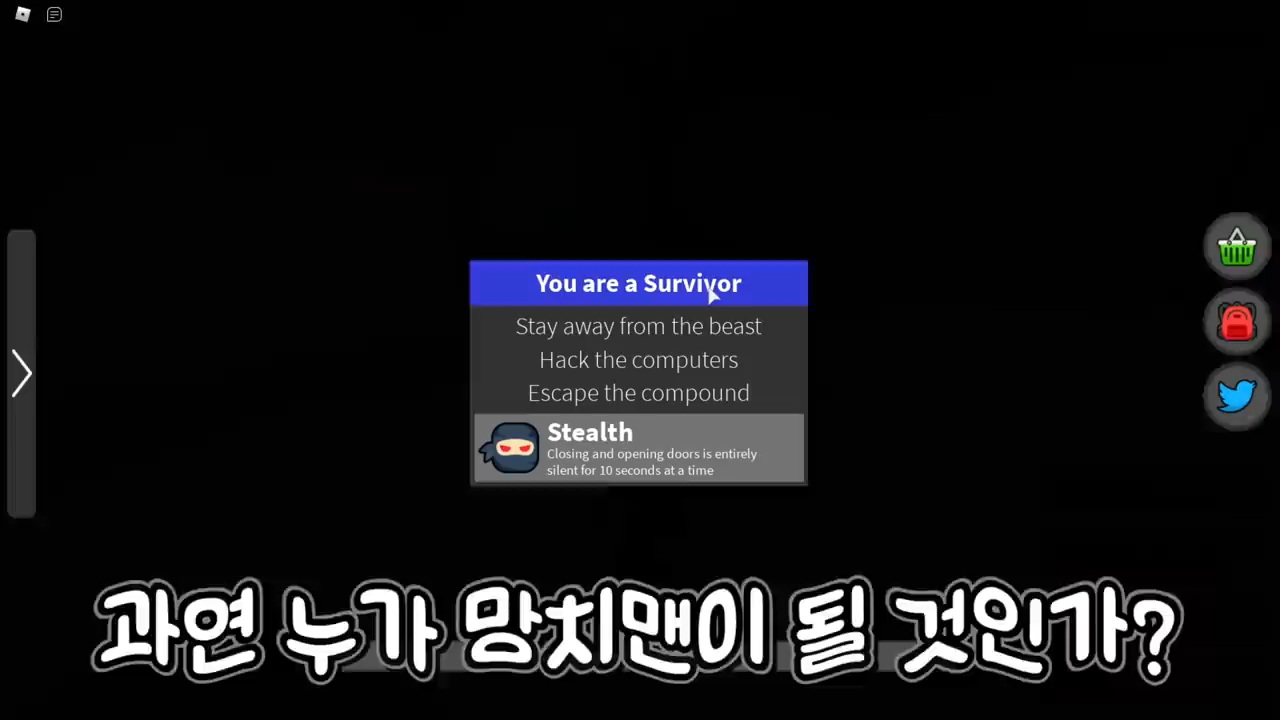 You are a Survivor
Stay away from the beast
Hack the computers
Escape the compound
Stealth
Closing and opening doors is entirely
silent for 10 seconds at a time
과연 누가 망치맨이 될 것인가?